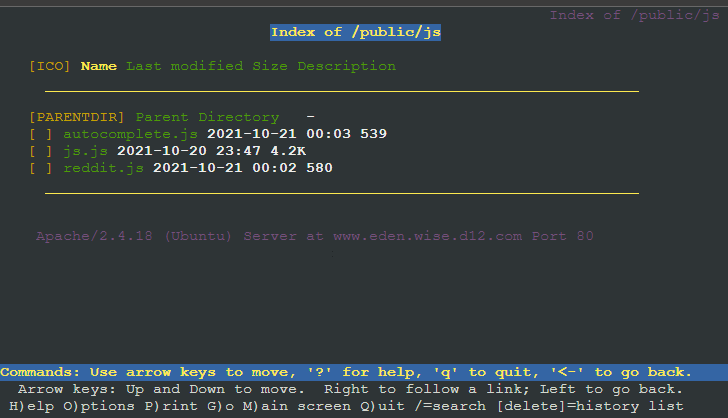 Index of /public/js
Index of /public/js
[ICO] Name Last modified Size Description
[PARENTDIR] Parent Directory -
[ ] autocomplete.js 2021-10-21 00:03 539
[ ] js.js 2021-10-20 23:47 4.2K
[ ] reddit.js 2021-10-21 00:02 580
Apache/2.4.18 (Ubuntu) Server at www.eden.wise.d12.com Port 80
Commands: Use arrow keys to move, '?' for help, 'q' to quit, '<-' to go back.
Arrow keys: Up and Down to move. Right to follow a link; Left to go back.
H)elp O)ptions P)rint G)o M)ain screen Q)uit /=search [delete]=history list